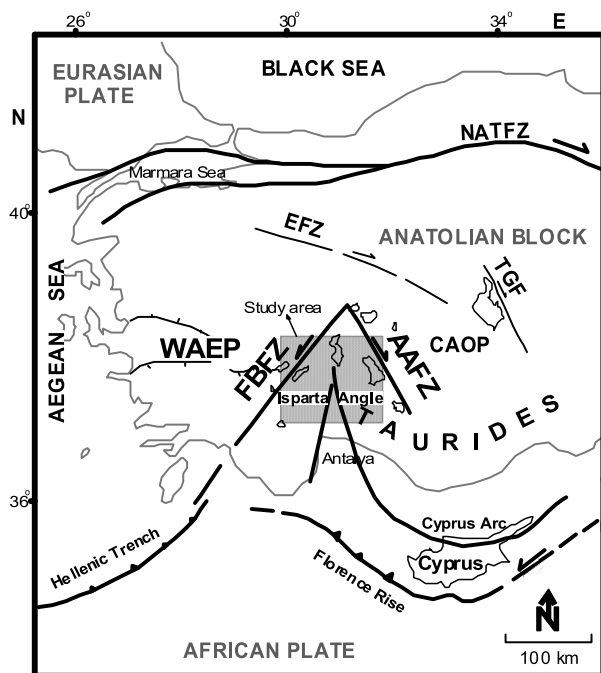 26°
30°
34°
E
EURASIAN
PLATE
BLACK SEA
N
NATFZ
Marmara Sea
40°
EFZ
ANATOLIAN BLOCK
TGF
AEGEAN SEA
Study area
WAEP
FBFZ
AAFZ
CAOP
Isparta Angle
TAURIDES
Antalya
36°
Cyprus Arc
Hellenic Trench
Cyprus
Florence Rise
AFRICAN PLATE
N
100 km